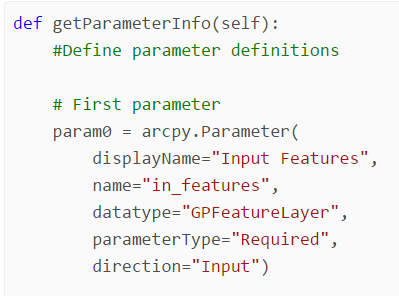 def getParameterInfo(self):
    #Define parameter definitions

    # First parameter
    param0 = arcpy.Parameter(
        displayName="Input Features",
        name="in_features",
        datatype="GPFeatureLayer",
        parameterType="Required",
        direction="Input")